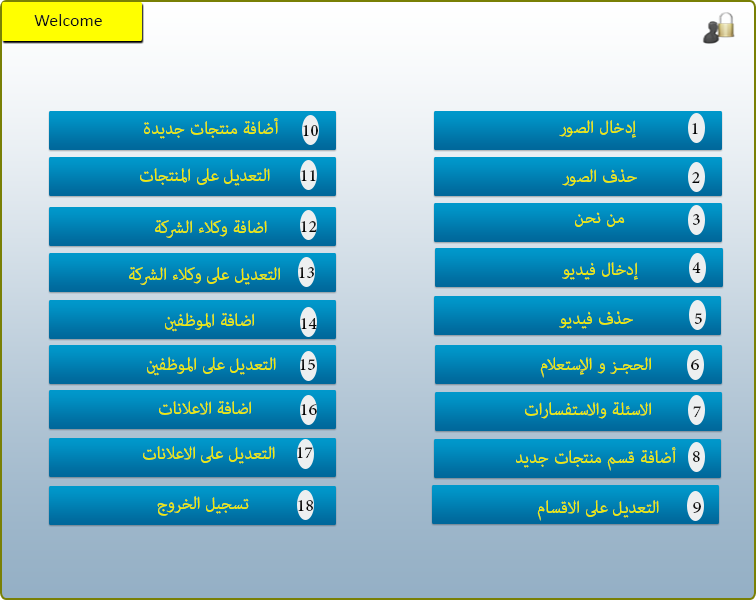 Welcome
1 إدخال الصور
2 حذف الصور
3 من نحن
4 إدخال فيديو
5 حذف فيديو
6 الحجـز و الإستعلام
7 الاسئلة والاستفسارات
8 أضافة قسم منتجات جديد
9 التعديل على الاقسام
10 أضافة منتجات جديدة
11 التعديل على المنتجات
12 اضافة وكلاء الشركة
13 التعديل على وكلاء الشركة
14 اضافة الموظفين
15 التعديل على الموظفين
16 اضافة الاعلانات
17 التعديل على الاعلانات
18 تسجيل الخروج